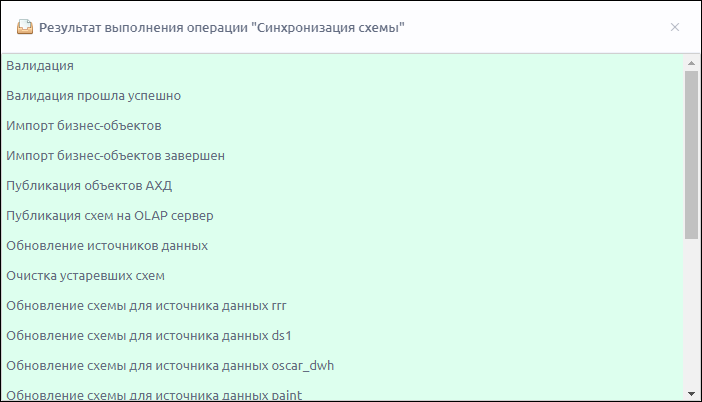 Результат выполнения операции "Синхронизация схемы"
Валидация
Валидация прошла успешно
Импорт бизнес-объектов
Импорт бизнес-объектов завершен
Публикация объектов АХД
Публикация схем на OLAP сервер
Обновление источников данных
Очистка устаревших схем
Обновление схемы для источника данных rrr
Обновление схемы для источника данных ds1
Обновление схемы для источника данных oscar_dwh
Обновление схемы для источника данных paint